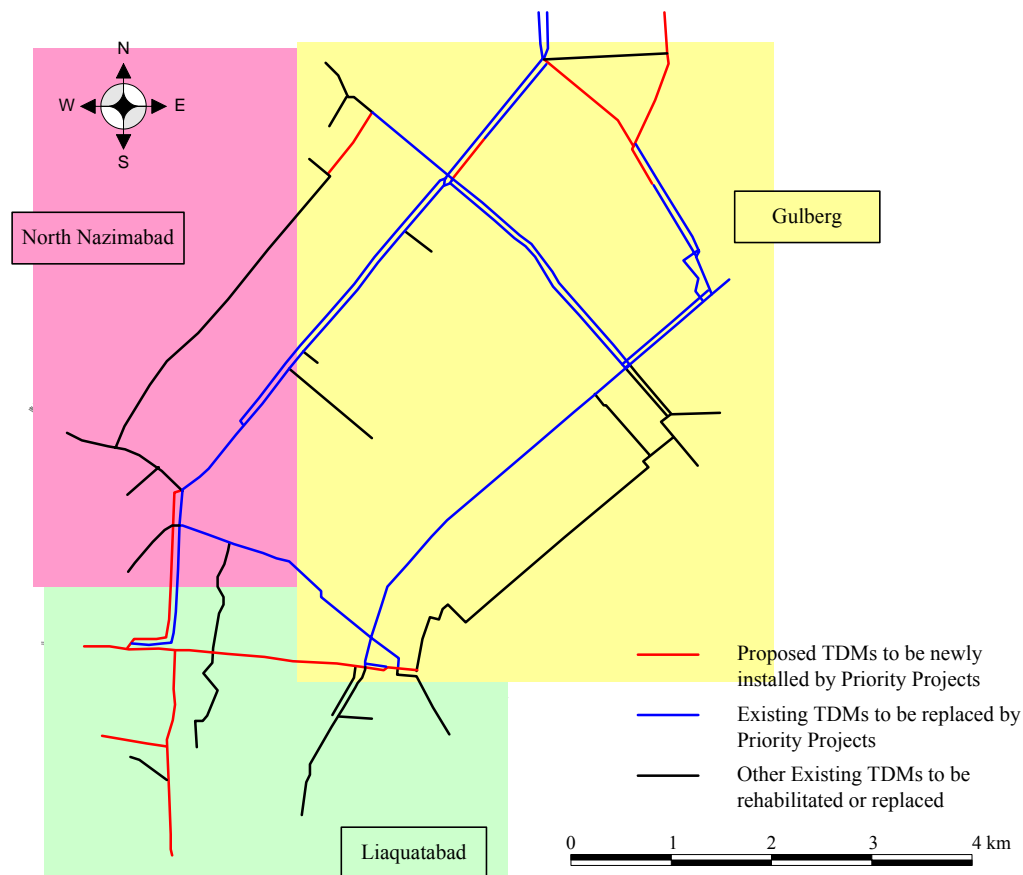 N
W E
S
North Nazimabad
Gulberg
Proposed TDMs to be newly
installed by Priority Projects
Existing TDMs to be replaced by
Priority Projects
Other Existing TDMs to be
rehabilitated or replaced
Liaquatabad
0 1 2 3 4 km